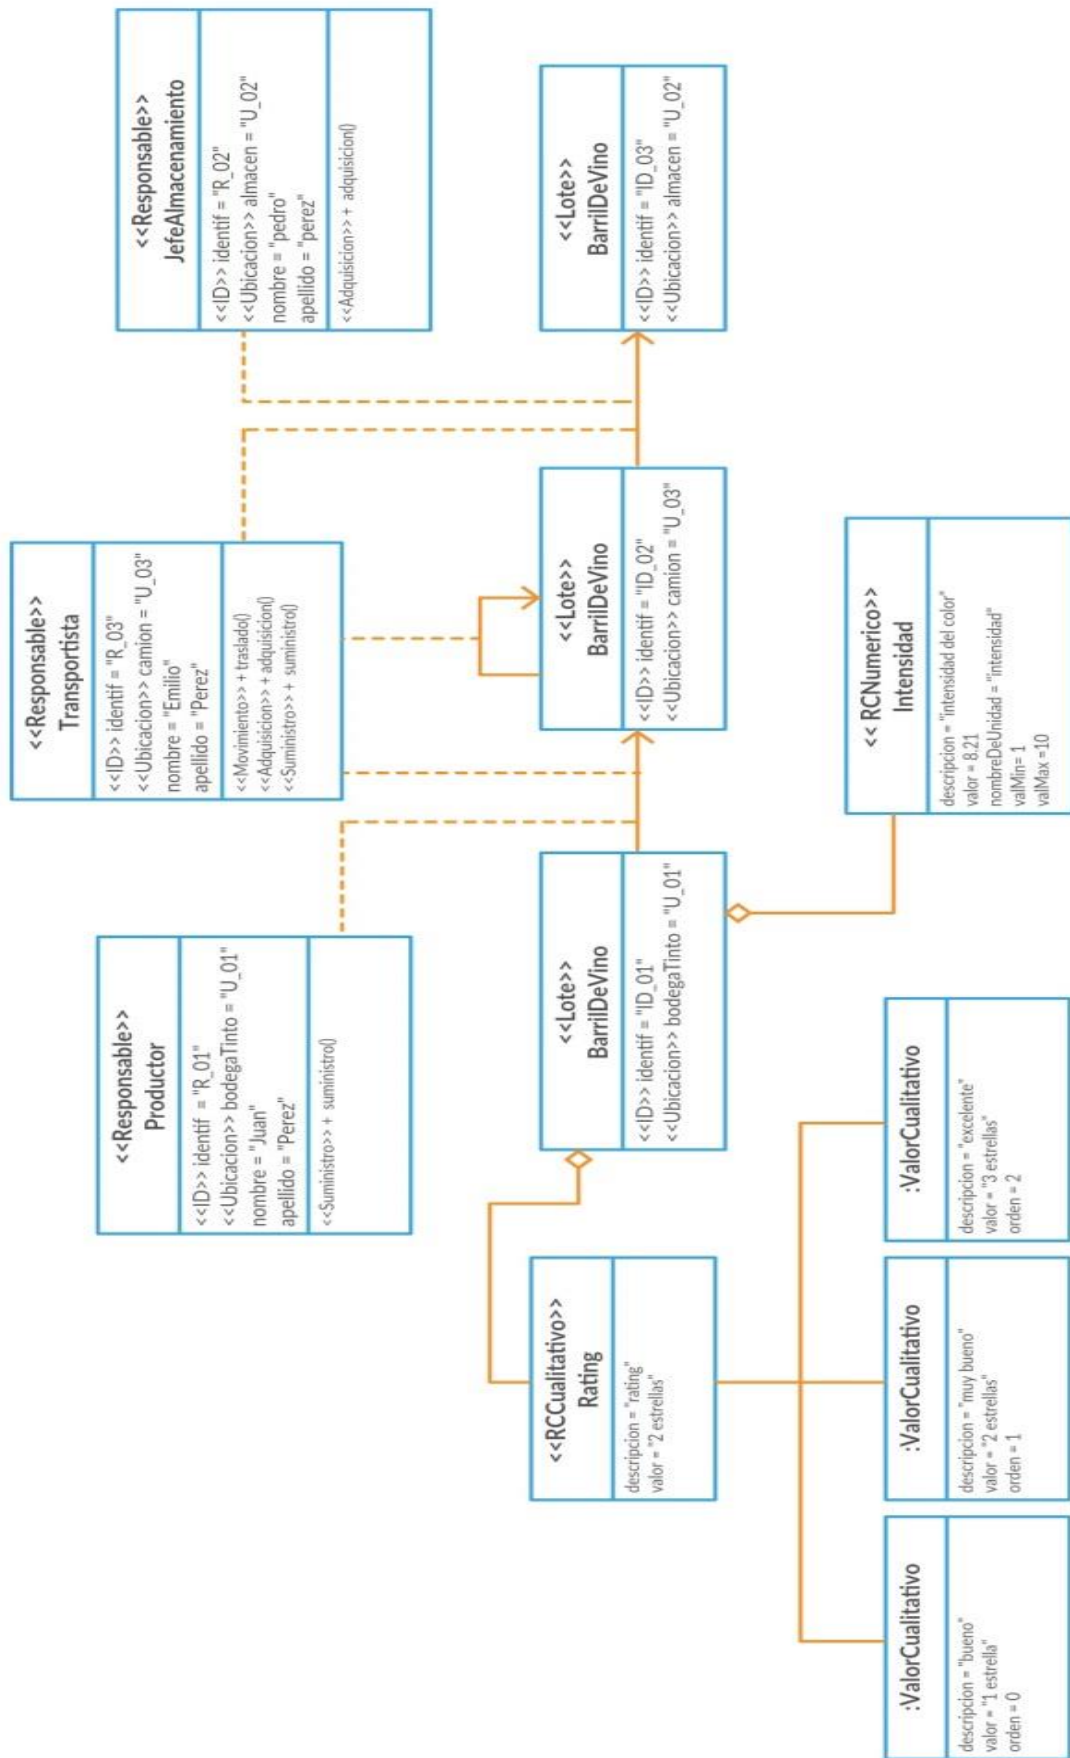 <<Responsable>>
Productor
<<ID>> identif = "R_01"
<<Ubicacion>> bodegaTinto = "U_01"
nombre = "Juan"
apellido = "Perez"
<<Suministro>> + suministro()
<<Responsable>>
Transportista
<<ID>> identif = "R_03"
<<Ubicacion>> camion = "U_03"
nombre = "Emilio"
apellido = "Perez"
<<Movimiento>> + traslado()
<<Adquisicion>> + adquisicion()
<<Suministro>> + suministro()
<<Responsable>>
JefeAlmacenamiento
<<ID>> identif = "R_02"
<<Ubicacion>> almacen = "U_02"
nombre = "pedro"
apellido = "perez"
<<Adquisicion>> + adquisicion()
<<RCCualitativo>>
Rating
descripcion = "rating"
valor = "2 estrellas"
<<Lote>>
BarrilDeVino
<<ID>> identif = "ID_01"
<<Ubicacion>> bodegaTinto = "U_01"
<<Lote>>
BarrilDeVino
<<ID>> identif = "ID_02"
<<Ubicacion>> camion = "U_03"
<<Lote>>
BarrilDeVino
<<ID>> identif = "ID_03"
<<Ubicacion>> almacen = "U_02"
:ValorCualitativo
descripcion = "bueno"
valor = "1 estrella"
orden = 0
:ValorCualitativo
descripcion = "muy bueno"
valor = "2 estrellas"
orden = 1
:ValorCualitativo
descripcion = "excelente"
valor = "3 estrellas"
orden = 2
<< RCNumerico>>
Intensidad
descripcion = "intensidad del color"
valor = 8.21
nombreDeUnidad = "intensidad"
valMin= 1
valMax =10